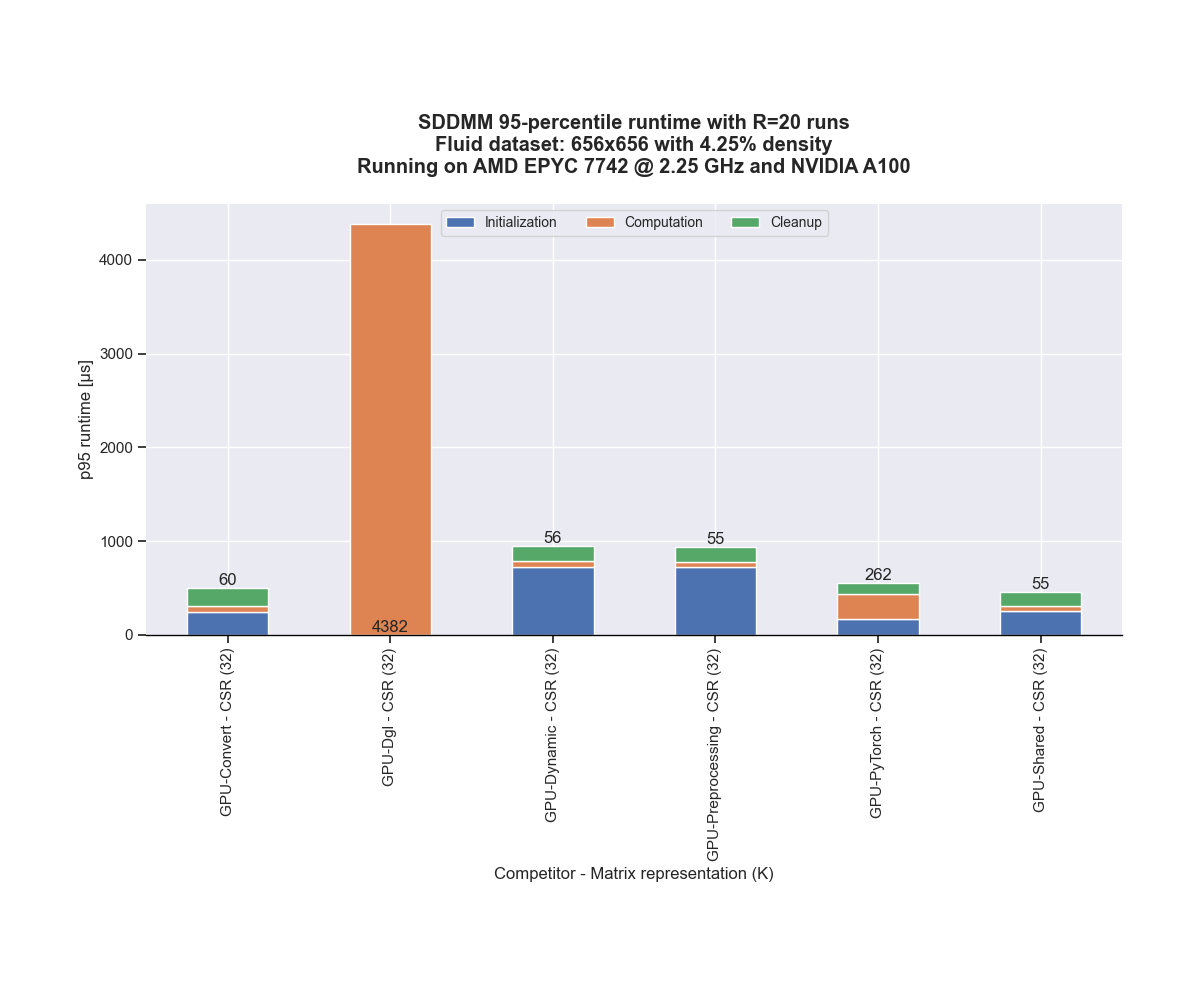 SDDMM 95-percentile runtime with R=20 runs
Fluid dataset: 656x656 with 4.25% density
Running on AMD EPYC 7742 @ 2.25 GHz and NVIDIA A100
Initialization
Computation
Cleanup
p95 runtime [μs]
4000
3000
2000
1000
0
60
4382
56
55
262
55
GPU-Convert - CSR (32)
GPU-Dgl - CSR (32)
GPU-Dynamic - CSR (32)
GPU-Preprocessing - CSR (32)
GPU-PyTorch - CSR (32)
GPU-Shared - CSR (32)
Competitor - Matrix representation (K)